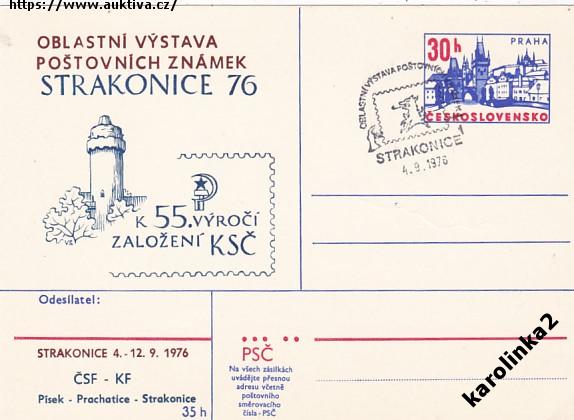 https://www.auktiva.cz/
OBLASTNÍ VÝSTAVA
POŠTOVNÍCH ZNÁMEK
STRAKONICE 76
K 55. VÝROČÍ
ZALOŽENÍ KSČ
30h
PRAHA
ČESKOSLOVENSKO
OBLASTNÍ VÝSTAVA POŠTOVNÍCH
STRAKONICE 1
4.9.1976
Odesílatel:
STRAKONICE 4.-12. 9. 1976
ČSF - KF
Písek - Prachatice - Strakonice
35 h
PSČ
Na všech zásilkách
uvádějte přesnou
adresu včetně
poštovního
směrovacího
čísla - PSČ
karolinka2